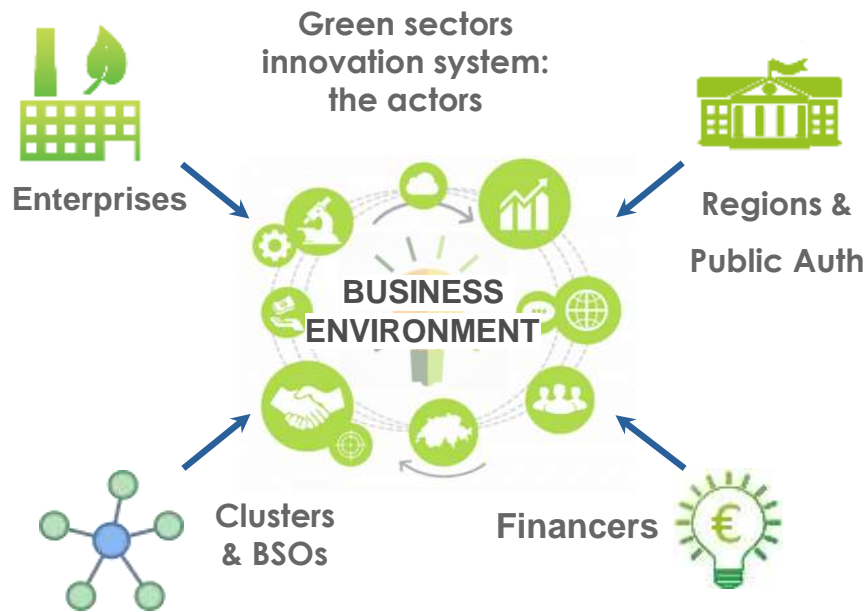 Green sectors
innovation system:
the actors
Enterprises
Regions &
Public Auth
BUSINESS
ENVIRONMENT
Clusters
& BSOs
Financers
€